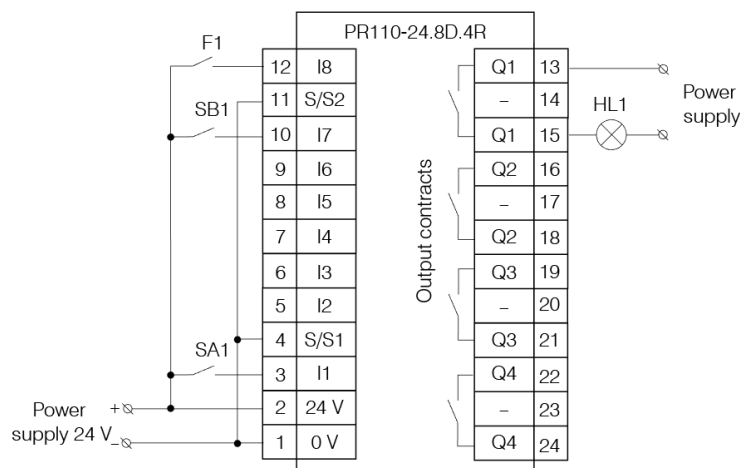 PR110-24.8D.4R
F1
12 I8
11 S/S2
SB1
10 I7
9 I6
8 I5
7 I4
6 I3
5 I2
4 S/S1
SA1
3 I1
2 24 V
1 0 V
Power
supply 24 V
+
–
Output contracts
Q1 13
– 14
Q1 15
Q2 16
– 17
Q2 18
Q3 19
– 20
Q3 21
Q4 22
– 23
Q4 24
HL1
Power
supply